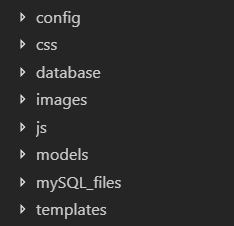 config
css
database
images
js
models
mySQL_files
templates